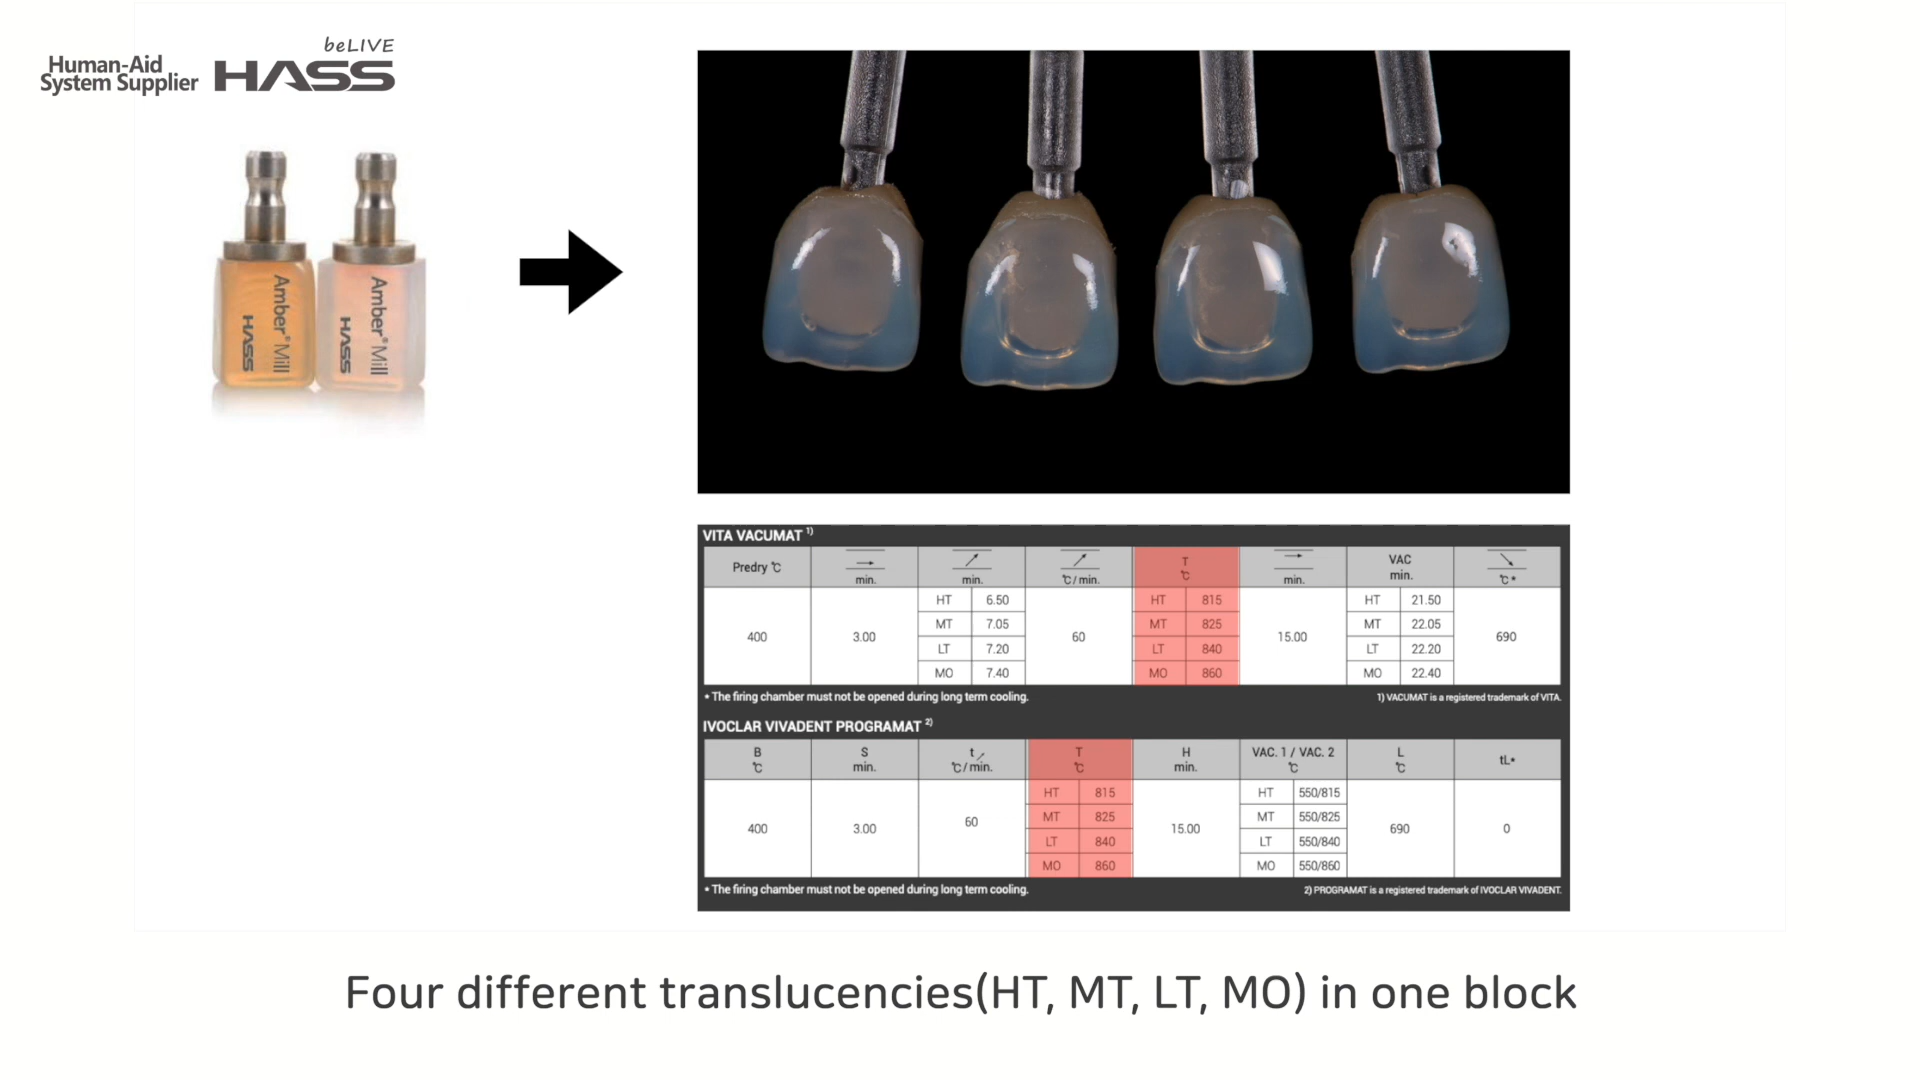 beLIVE
Human-Aid
System Supplier
HASS
Amber® Mill
HASS
Amber® Mill
HASS
VITA VACUMAT 1)
Predry ℃
min.
min.
℃/ min.
T
℃
min.
VAC
min.
℃*
400
3.00
HT 6.50
MT 7.05
LT 7.20
MO 7.40
60
HT 815
MT 825
LT 840
MO 860
15.00
HT 21.50
MT 22.05
LT 22.20
MO 22.40
690
* The firing chamber must not be opened during long term cooling.
1) VACUMAT is a registered trademark of VITA.
IVOCLAR VIVADENT PROGRAMAT 2)
B
℃
S
min.
t
℃/ min.
T
℃
H
min.
VAC. 1 / VAC. 2
℃
L
℃
tL*
400
3.00
60
HT 815
MT 825
LT 840
MO 860
15.00
HT 550/815
MT 550/825
LT 550/840
MO 550/860
690
0
* The firing chamber must not be opened during long term cooling.
2) PROGRAMAT is a registered trademark of IVOCLAR VIVADENT.
Four different translucencies(HT, MT, LT, MO) in one block